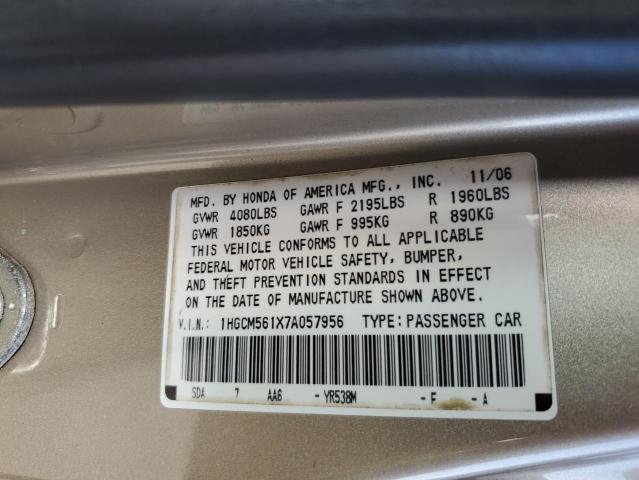 MFD. BY HONDA OF AMERICA MFG., INC. 11/06
GVWR 4080LBS GAWR F 2195LBS R 1960LBS
GVWR 1850KG GAWR F 995KG R 890KG
THIS VEHICLE CONFORMS TO ALL APPLICABLE
FEDERAL MOTOR VEHICLE SAFETY, BUMPER,
AND THEFT PREVENTION STANDARDS IN EFFECT
ON THE DATE OF MANUFACTURE SHOWN ABOVE.
V.I.N.: 1HGCM561X7A057956 TYPE: PASSENGER CAR
SDA 7 AA6 - YR538M - F - A